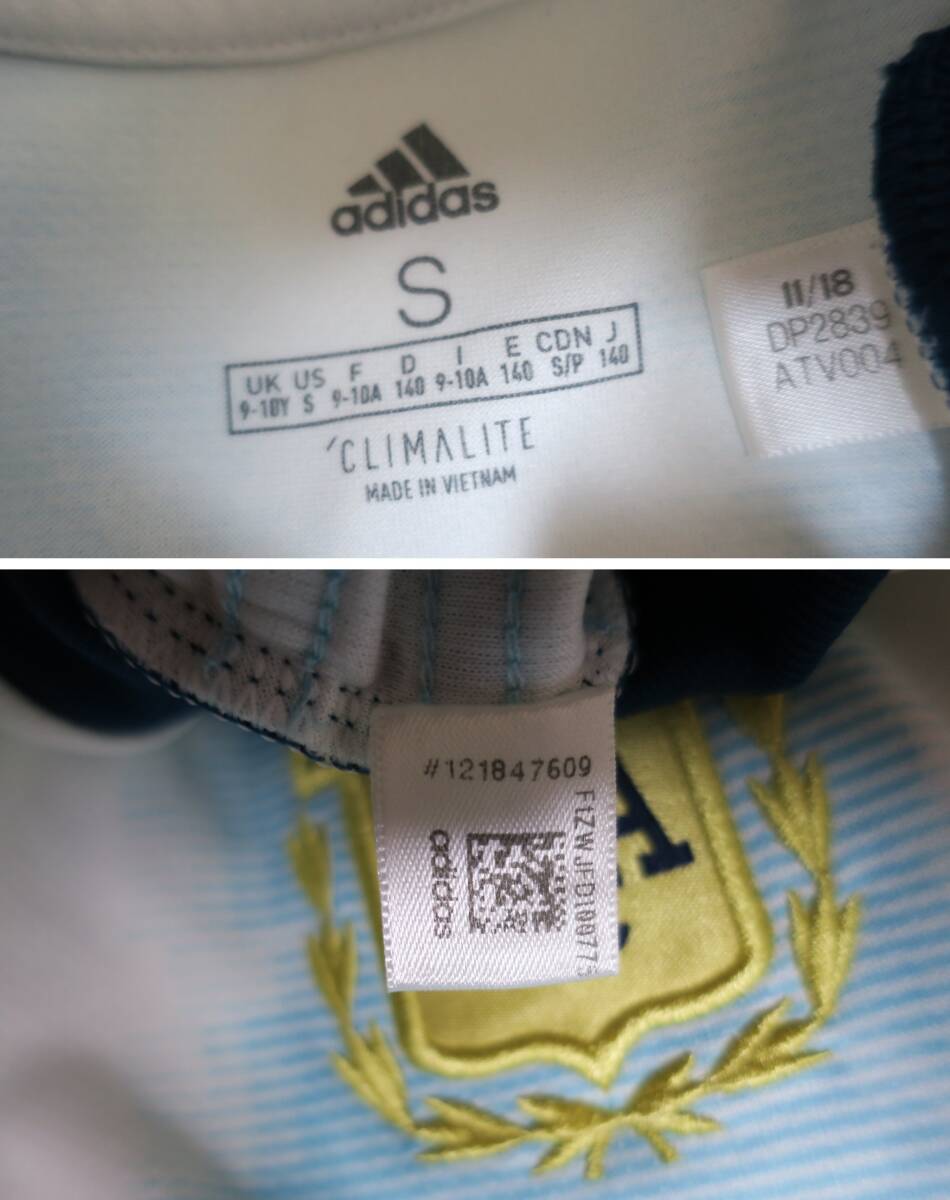 adidas
S
UK US F D I E CDN J
9-10Y S 9-10A 140 9-10A 140 S/P 140
CLIMALITE
MADE IN VIETNAM
11/18
DP2839
ATV004
#121847609
adidas
A